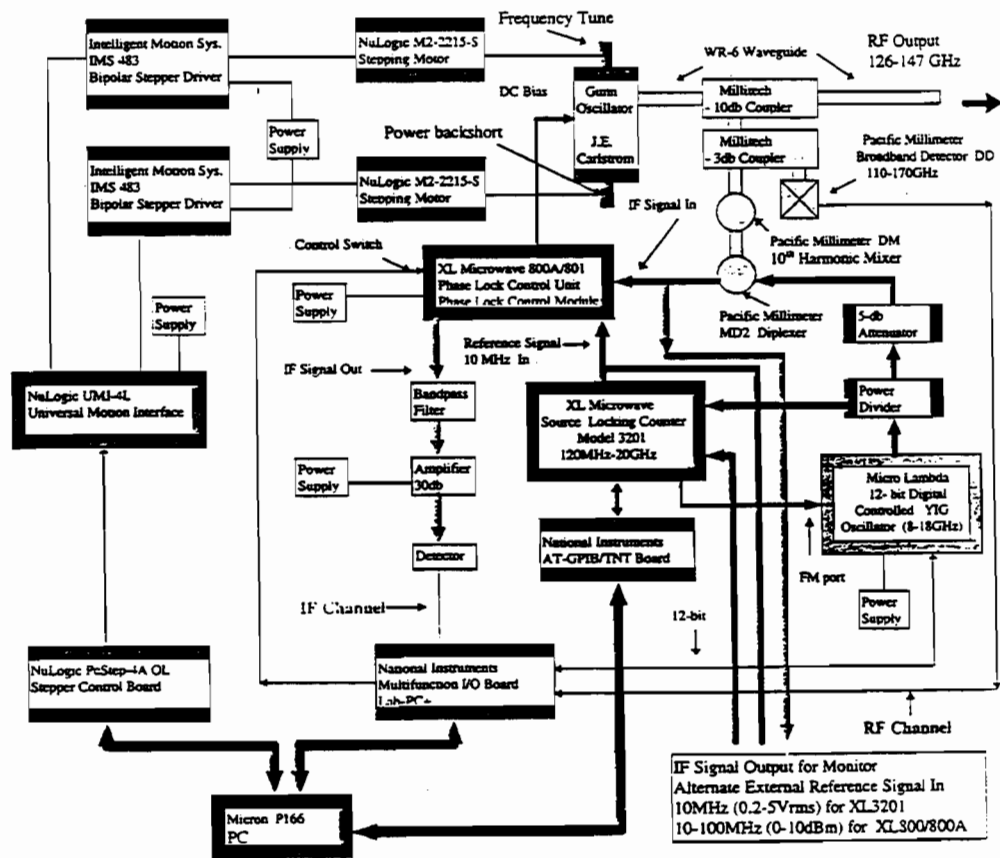 Frequency Tune
Intelligent Motion Sys.
IMS 483
Bipolar Stepper Driver
NuLogic M2-2215-S
Stepping Motor
WR-6 Waveguide
RF Output
126-147 GHz
DC Bias
Gunn
Oscillator
J.E.
Carlstrom
Millitech
- 10db Coupler
Power
Supply
Power backshort
Millitech
- 3db Coupler
Pacific Millimeter
Broadband Detector DD
110-170GHz
Intelligent Motion Sys.
IMS 483
Bipolar Stepper Driver
NuLogic M2-2215-S
Stepping Motor
IF Signal In
Control Switch
XL Microwave 800A/801
Phase Lock Control Unit
Phase Lock Control Module
Pacific Millimeter DM
10th Harmonic Mixer
Power
Supply
Power
Supply
Pacific Millimeter
MD2 Diplexer
5-db
Attenuator
Reference Signal
10 MHz In
IF Signal Out
NuLogic UMI-4L
Universal Motion Interface
Bandpass
Filter
XL Microwave
Source Locking Counter
Model 3201
120MHz-20GHz
Power
Divider
Power
Supply
Amplifier
30db
Micro Lambda
12- bit Digital
Controlled YIG
Oscillator (8-18GHz)
Detector
National Instruments
AT-GPIB/TNT Board
FM port
IF Channel
12-bit
Power
Supply
NuLogic PcStep-4A OL
Stepper Control Board
National Instruments
Multifunction I/O Board
Lab-PC+
RF Channel
IF Signal Output for Monitor
Alternate External Reference Signal In
10MHz (0.2-5Vrms) for XL3201
10-100MHz (0-10dBm) for XL800/800A
Micron P166
PC